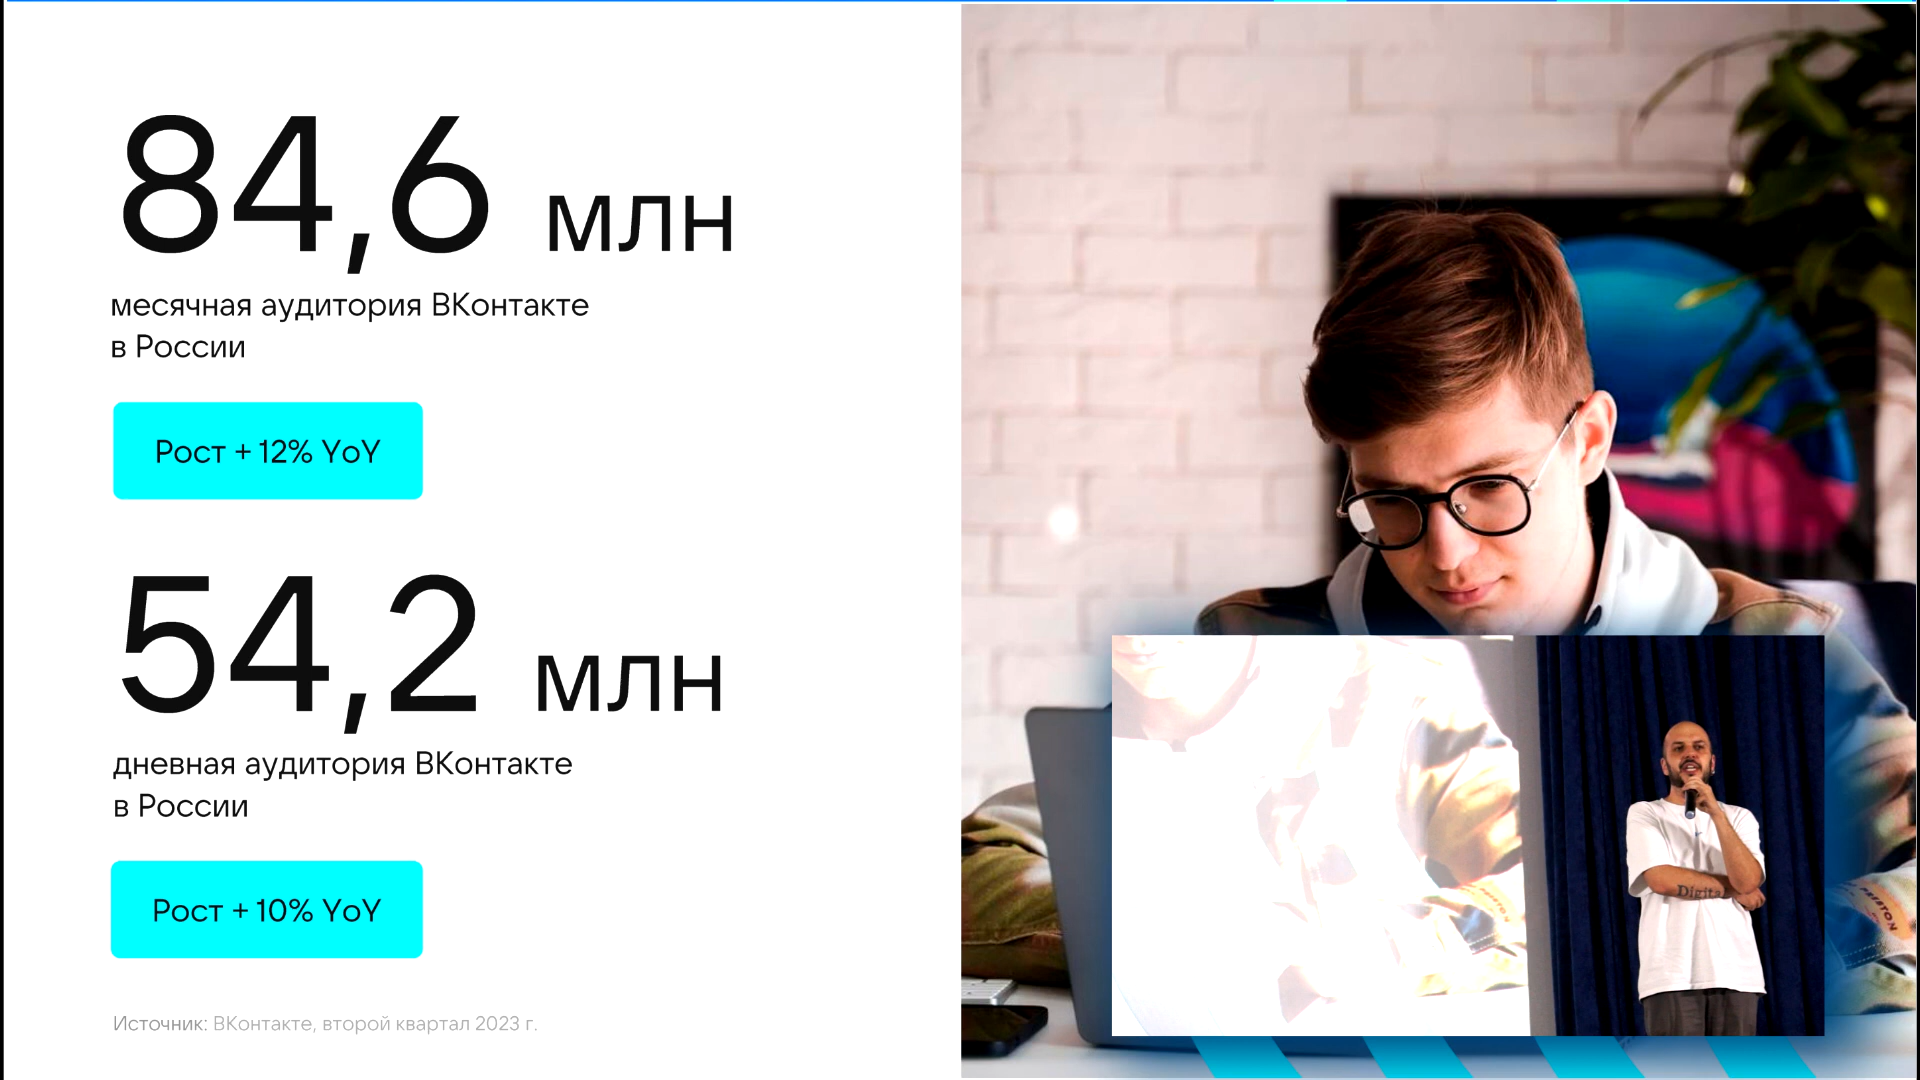 84,6 млн
месячная аудитория ВКонтакте
в России
Рост + 12% YoY
54,2 млн
дневная аудитория ВКонтакте
в России
Рост + 10% YoY
Источник: ВКонтакте, второй квартал 2023 г.
Digita